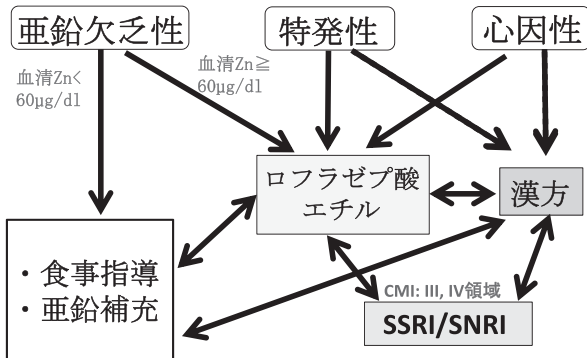 亜鉛欠乏性
特発性
心因性
血清Zn<
60μg/dl
血清Zn≧
60μg/dl
ロフラゼプ酸
エチル
漢方
・食事指導
・亜鉛補充
CMI: III, IV領域
SSRI/SNRI